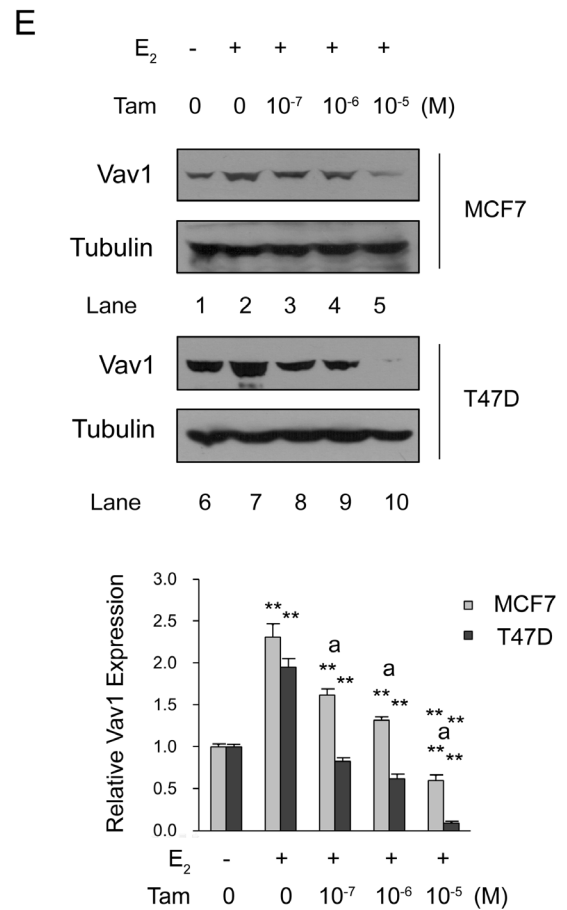 E
E₂ - + + + +
Tam 0 0 10⁻⁷ 10⁻⁶ 10⁻⁵ (M)
Vav1
MCF7
Tubulin
Lane 1 2 3 4 5
Vav1
T47D
Tubulin
Lane 6 7 8 9 10
Relative Vav1 Expression
3.0
2.5
2.0
1.5
1.0
0.5
0.0
MCF7
T47D
** **
a
** **
a
** **
** **
a
** **
E₂ - + + + +
Tam 0 0 10⁻⁷ 10⁻⁶ 10⁻⁵ (M)